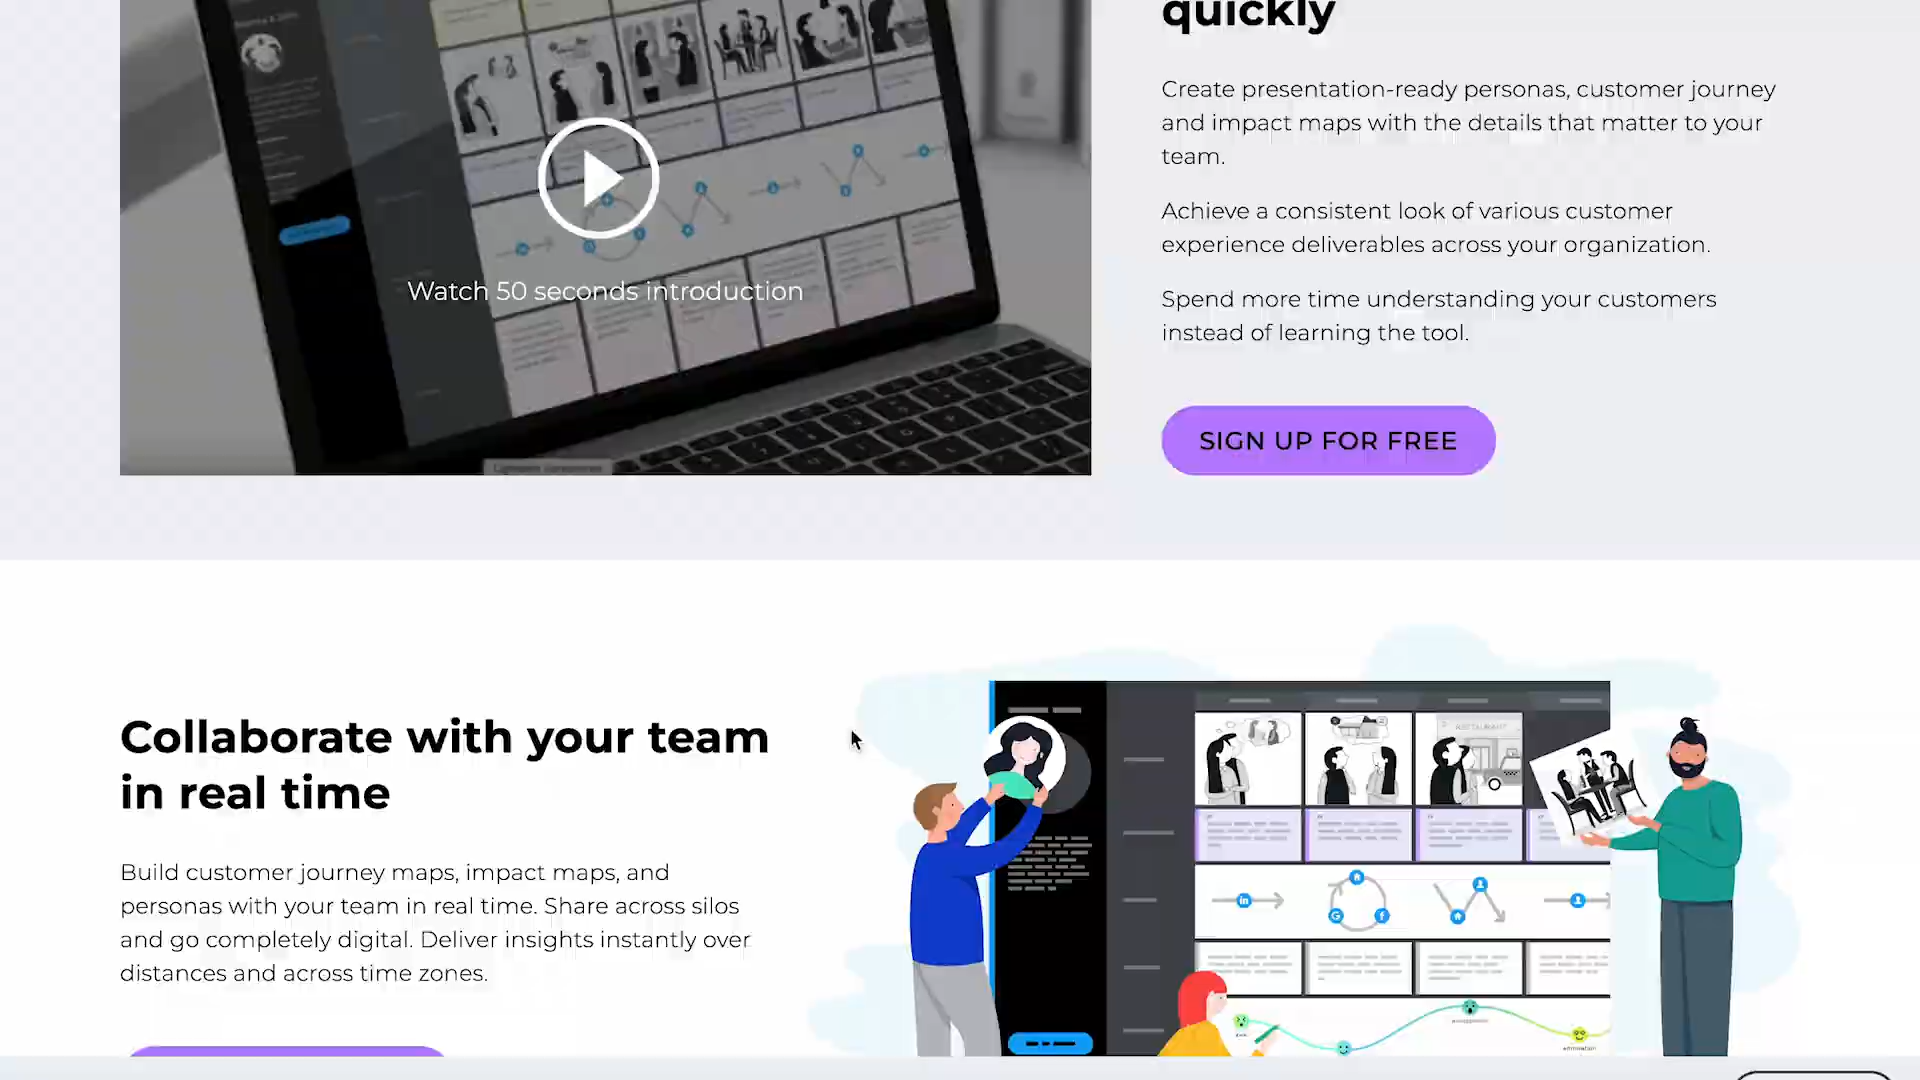 quickly
Create presentation-ready personas, customer journey
and impact maps with the details that matter to your
team.
Achieve a consistent look of various customer
experience deliverables across your organization.
Spend more time understanding your customers
instead of learning the tool.
SIGN UP FOR FREE
Watch 50 seconds introduction
Collaborate with your team
in real time
Build customer journey maps, impact maps, and
personas with your team in real time. Share across silos
and go completely digital. Deliver insights instantly over
distances and across time zones.
RESTAURANT